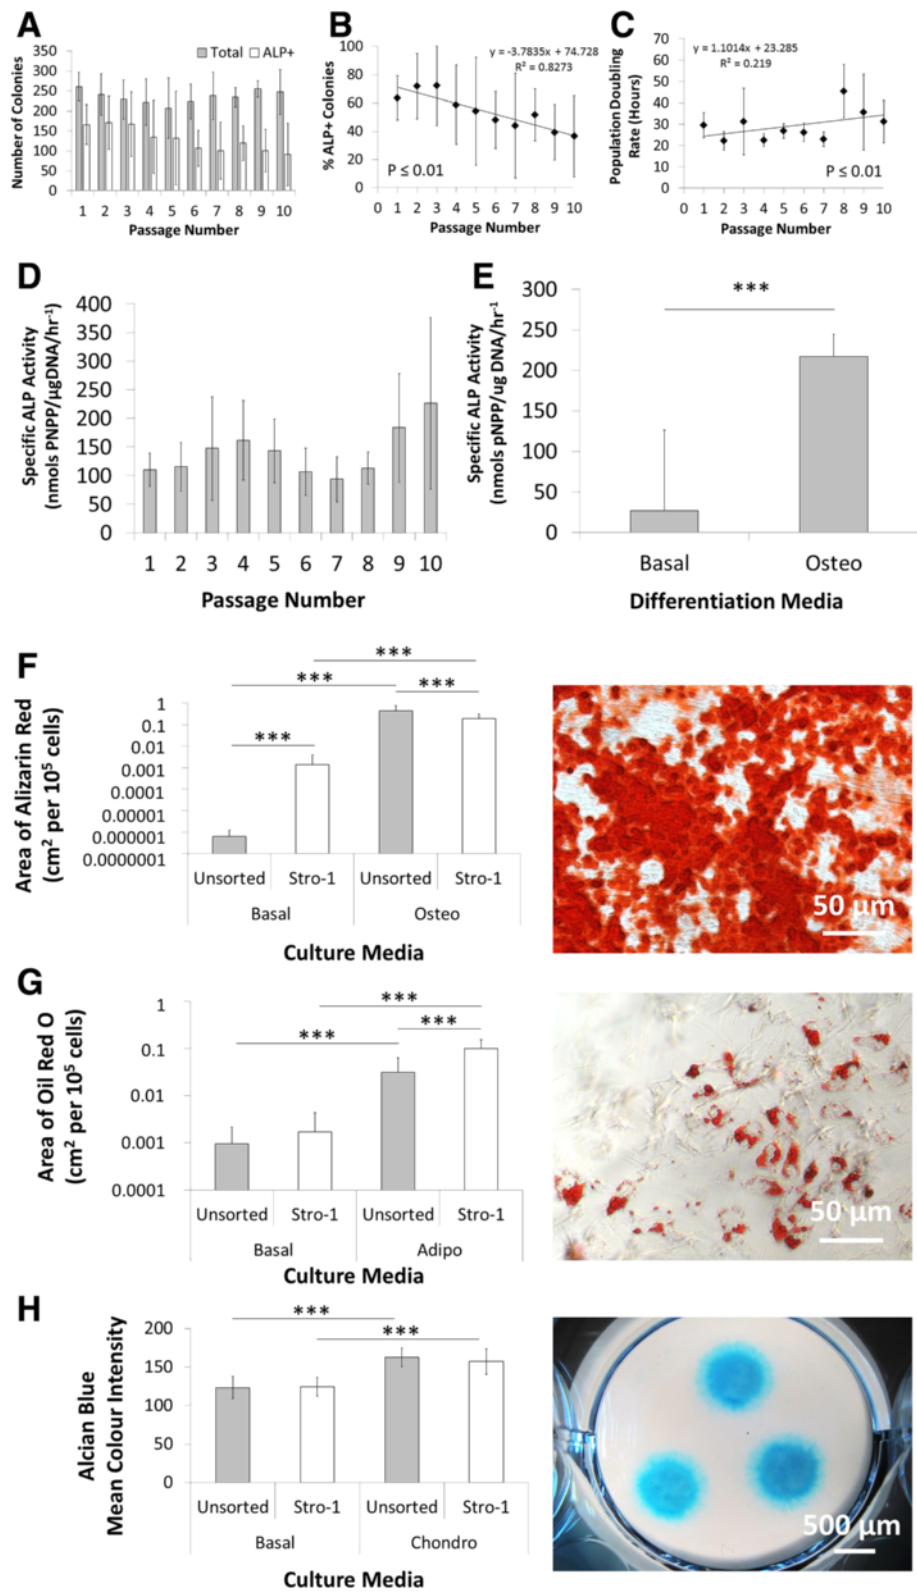 A
Number of Colonies
350
300
250
200
150
100
50
0
Total ALP+
1 2 3 4 5 6 7 8 9 10
Passage Number
B
% ALP+ Colonies
100
80
60
40
20
0
y = -3.7835x + 74.728
R² = 0.8273
P ≤ 0.01
0 1 2 3 4 5 6 7 8 9 10
Passage Number
C
Population Doubling
Rate (Hours)
70
60
50
40
30
20
10
0
y = 1.1014x + 23.285
R² = 0.219
P ≤ 0.01
0 1 2 3 4 5 6 7 8 9 10
Passage Number
D
Specific ALP Activity
(nmols PNPP/µgDNA/hr⁻¹)
400
350
300
250
200
150
100
50
0
1 2 3 4 5 6 7 8 9 10
Passage Number
E
Specific ALP Activity
(nmols pNPP/ug DNA/hr⁻¹
300
250
200
150
100
50
0
***
Basal Osteo
Differentiation Media
F
Area of Alizarin Red
(cm² per 10⁵ cells)
***
*** ***
***
1
0.1
0.01
0.001
0.0001
0.00001
0.000001
0.0000001
Unsorted Stro-1 Unsorted Stro-1
Basal Osteo
Culture Media
50 µm
G
Area of Oil Red O
(cm² per 10⁵ cells)
***
***
***
1
0.1
0.01
0.001
0.0001
Unsorted Stro-1 Unsorted Stro-1
Basal Adipo
Culture Media
50 µm
H
Alcian Blue
Mean Colour Intensity
***
***
200
150
100
50
0
Unsorted Stro-1 Unsorted Stro-1
Basal Chondro
Culture Media
500 µm